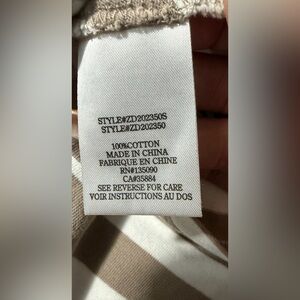 STYLE#ZD202350S
STYLE#ZD202350
100%COTTON
MADE IN CHINA
FABRIQUE EN CHINE
RN#135090
CA#35884
SEE REVERSE FOR CARE
VOIR INSTRUCTIONS AU DOS